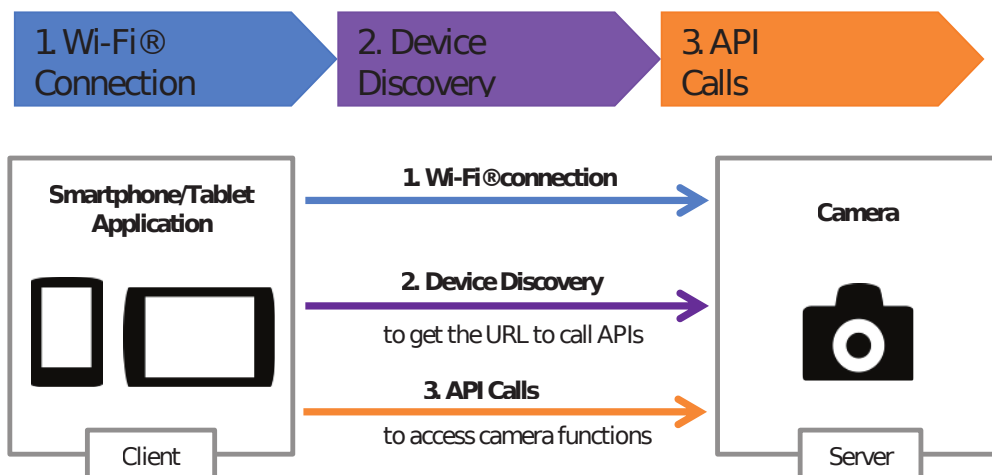 1. Wi-Fi®
Connection
2. Device
Discovery
3. API
Calls
Smartphone/Tablet
Application
Client
1. Wi-Fi®connection
2. Device Discovery
to get the URL to call APIs
3. API Calls
to access camera functions
Camera
Server